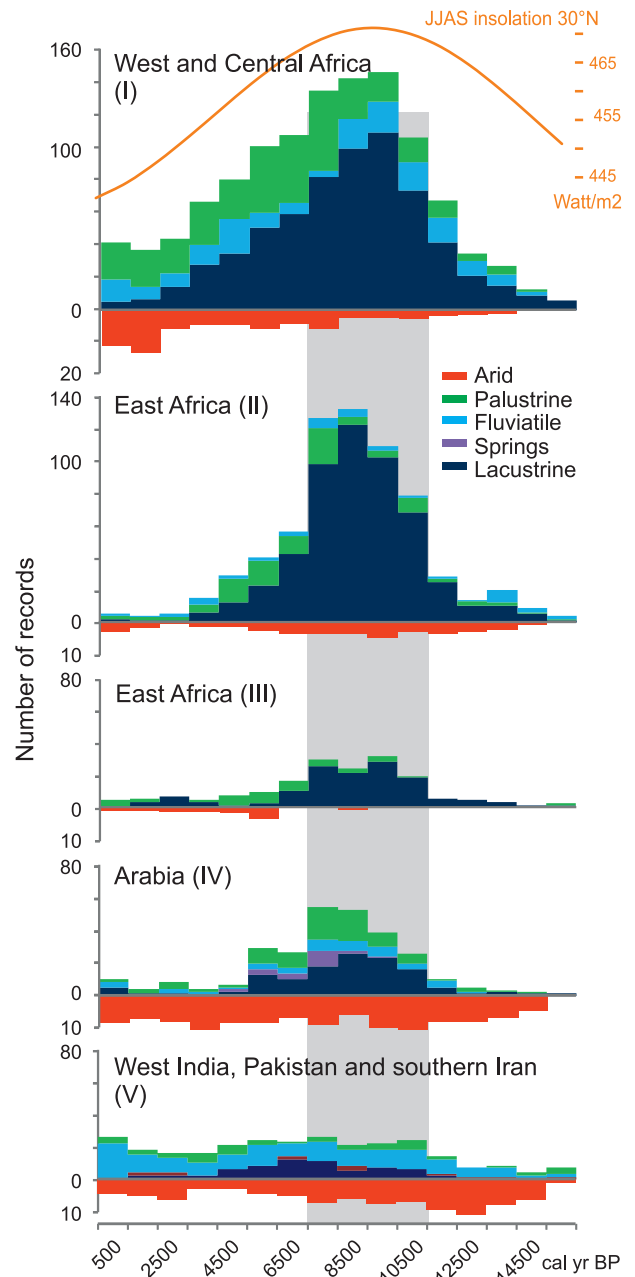 JJAS insolation 30°N
160
West and Central Africa
(I)
465
100
455
445
Watt/m2
0
20
140
East Africa (II)
Arid
Palustrine
Fluviatile
Springs
Lacustrine
100
0
10
Number of records
80
East Africa (III)
0
10
80
Arabia (IV)
0
10
80
West India, Pakistan and southern Iran
(V)
0
10
500
2500
4500
6500
8500
10500
12500
14500
cal yr BP